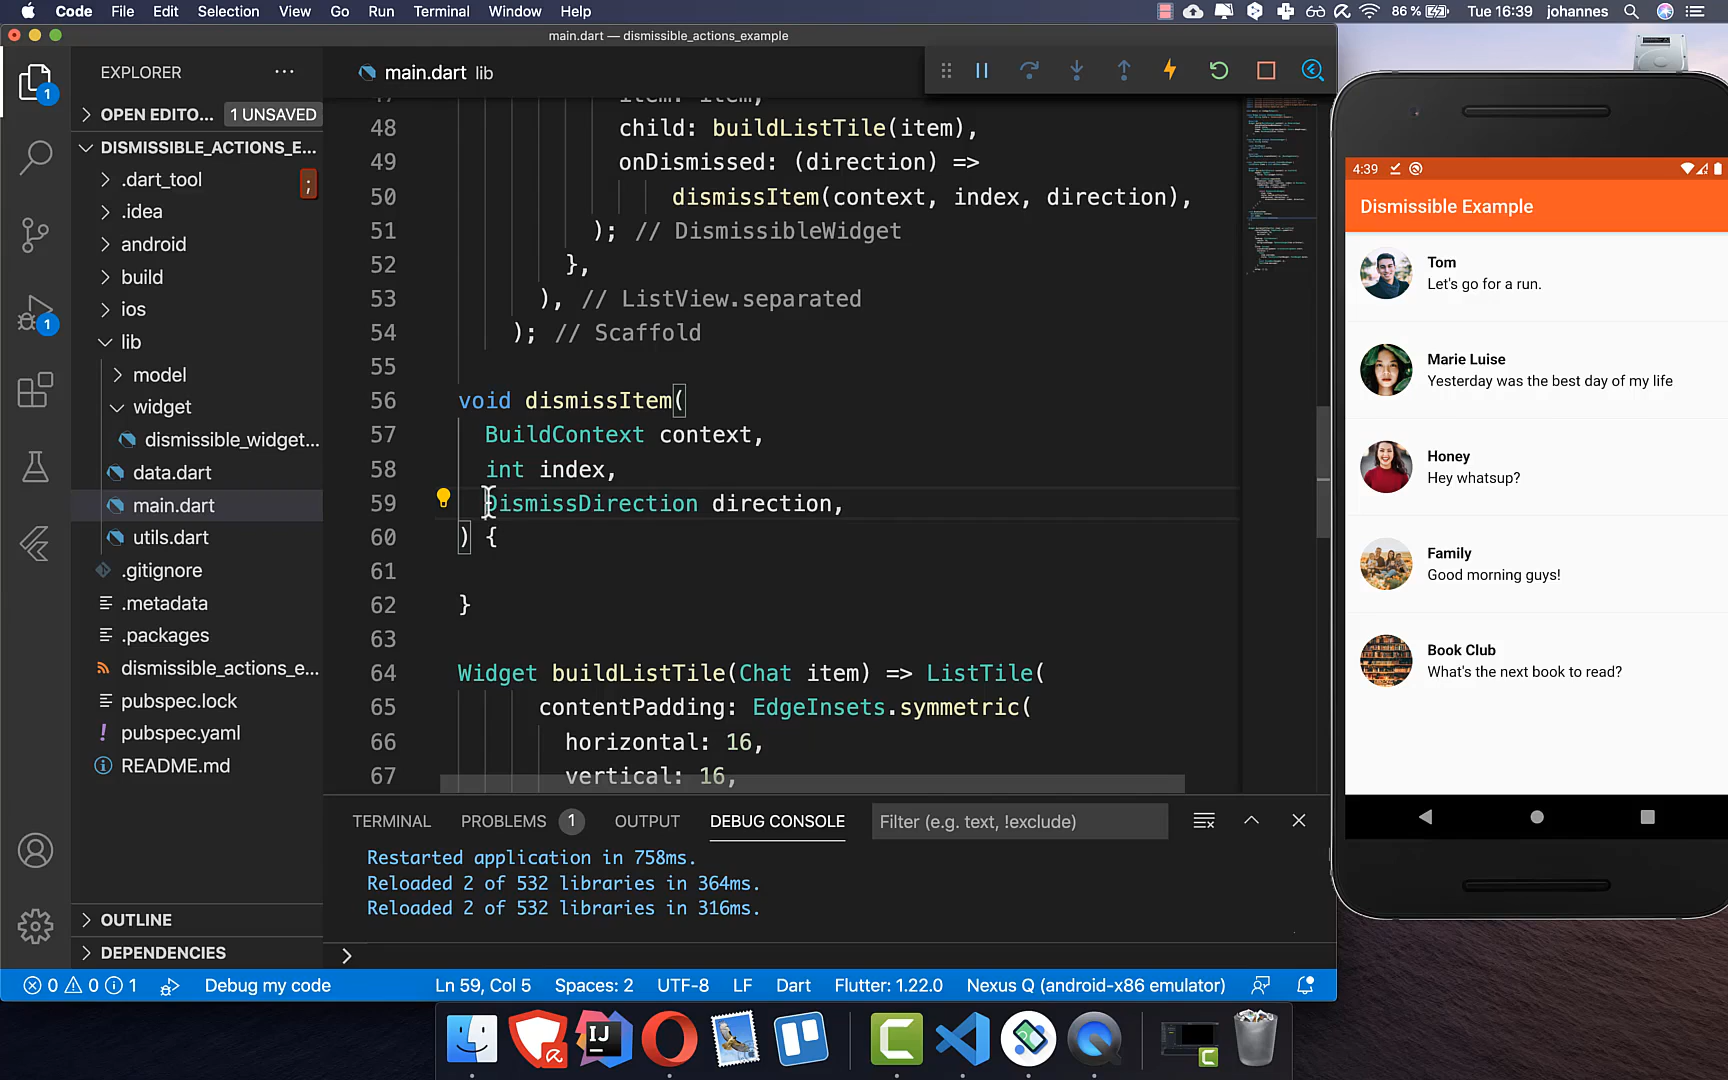 Code File Edit Selection View Go Run Terminal Window Help
86 % Tue 16:39 johannes
main.dart — dismissible_actions_example
EXPLORER
main.dart lib
OPEN EDITO... 1 UNSAVED
DISMISSIBLE_ACTIONS_E...
.dart_tool
;
.idea
android
build
ios
lib
model
widget
dismissible_widget...
data.dart
main.dart
utils.dart
.gitignore
.metadata
.packages
dismissible_actions_e...
pubspec.lock
pubspec.yaml
README.md
OUTLINE
DEPENDENCIES
1
1
47 item: item,
48 child: buildListTile(item),
49 onDismissed: (direction) =>
50 dismissItem(context, index, direction),
51 ); // DismissibleWidget
52 },
53 ), // ListView.separated
54 ); // Scaffold
55
56 void dismissItem(
57 BuildContext context,
58 int index,
59 DismissDirection direction,
60 ) {
61
62 }
63
64 Widget buildListTile(Chat item) => ListTile(
65 contentPadding: EdgeInsets.symmetric(
66 horizontal: 16,
67 vertical: 16,
TERMINAL PROBLEMS 1 OUTPUT DEBUG CONSOLE Filter (e.g. text, !exclude)
Restarted application in 758ms.
Reloaded 2 of 532 libraries in 364ms.
Reloaded 2 of 532 libraries in 316ms.
0 0 1 Debug my code Ln 59, Col 5 Spaces: 2 UTF-8 LF Dart Flutter: 1.22.0 Nexus Q (android-x86 emulator)
4:39
Dismissible Example
Tom
Let's go for a run.
Marie Luise
Yesterday was the best day of my life
Honey
Hey whatsup?
Family
Good morning guys!
Book Club
What's the next book to read?
IJ
C
C